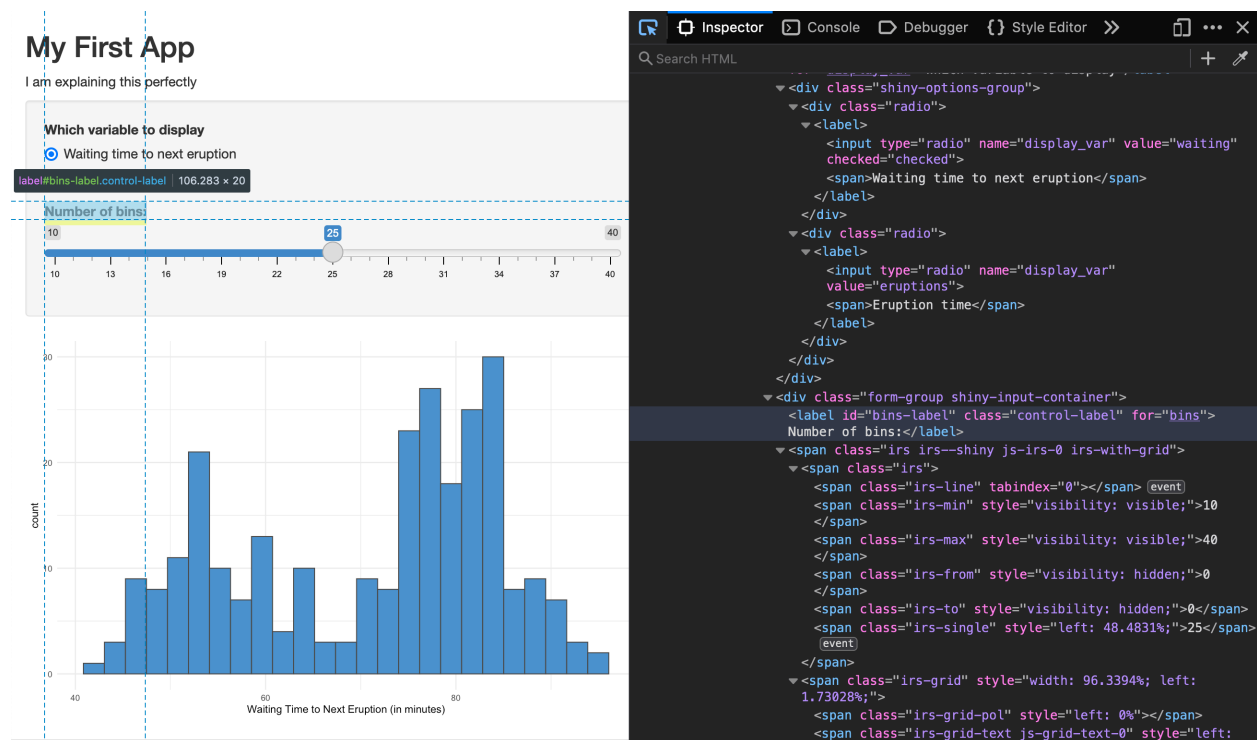 My First App
I am explaining this perfectly
Which variable to display
Waiting time to next eruption
label#bins-label.control-label | 106.283 × 20
Number of bins:
10 25 40
10 13 16 19 22 25 28 31 34 37 40
30
20
0
0
count
40 60 80
Waiting Time to Next Eruption (in minutes)
Inspector Console Debugger Style Editor
Search HTML
<div class="shiny-options-group">
<div class="radio">
<label>
<input type="radio" name="display_var" value="waiting"
checked="checked">
<span>Waiting time to next eruption</span>
</label>
</div>
<div class="radio">
<label>
<input type="radio" name="display_var"
value="eruptions">
<span>Eruption time</span>
</label>
</div>
</div>
</div>
<div class="form-group shiny-input-container">
<label id="bins-label" class="control-label" for="bins">
Number of bins:</label>
<span class="irs irs--shiny js-irs-0 irs-with-grid">
<span class="irs">
<span class="irs-line" tabindex="0"></span> event
<span class="irs-min" style="visibility: visible;">10
</span>
<span class="irs-max" style="visibility: visible;">40
</span>
<span class="irs-from" style="visibility: hidden;">0
</span>
<span class="irs-to" style="visibility: hidden;">0</span>
<span class="irs-single" style="left: 48.4831%;">25</span>
event
</span>
<span class="irs-grid" style="width: 96.3394%; left:
1.73028%;">
<span class="irs-grid-pol" style="left: 0%"></span>
<span class="irs-grid-text js-grid-text-0" style="left: